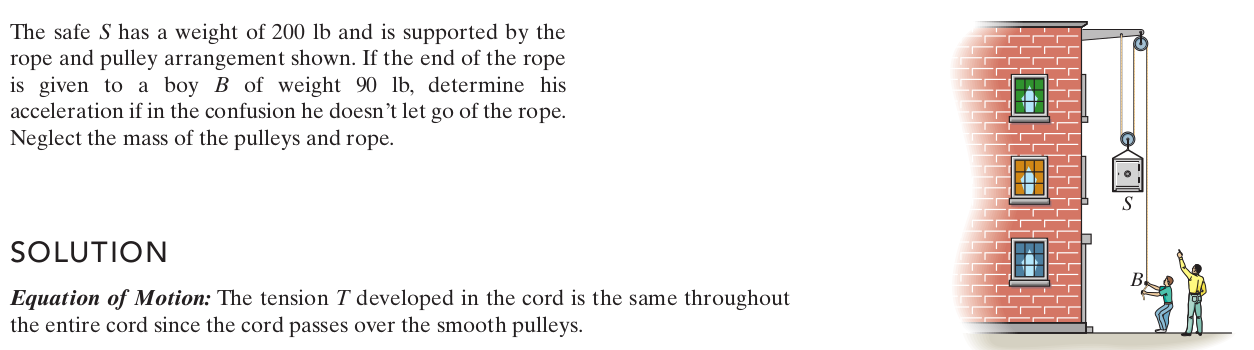 The safe S has a weight of 200 lb and is supported by the
rope and pulley arrangement shown. If the end of the rope
is given to a boy B of weight 90 lb, determine his
acceleration if in the confusion he doesn't let go of the rope.
Neglect the mass of the pulleys and rope.
S
B
SOLUTION
Equation of Motion: The tension T developed in the cord is the same throughout
the entire cord since the cord passes over the smooth pulleys.